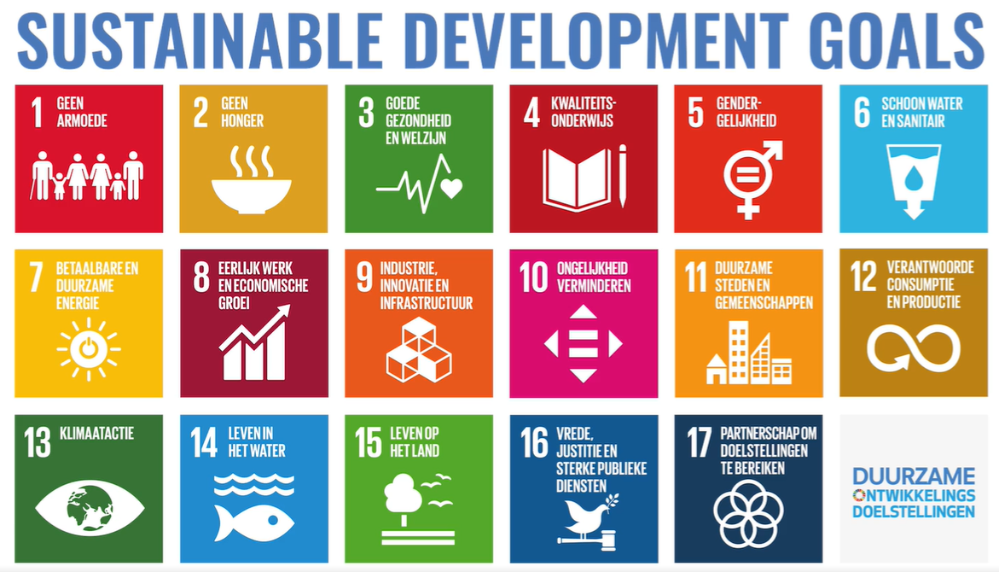 SUSTAINABLE DEVELOPMENT GOALS
1 GEEN
ARMOEDE
2 GEEN
HONGER
3 GOEDE
GEZONDHEID
EN WELZIJN
4 KWALITEITS-
ONDERWIJS
5 GENDER-
GELIJKHEID
6 SCHOON WATER
EN SANITAIR
7 BETAALBARE EN
DUURZAME
ENERGIE
8 EERLIJK WERK
EN ECONOMISCHE
GROEI
9 INDUSTRIE,
INNOVATIE EN
INFRASTRUCTUUR
10 ONGELIJKHEID
VERMINDEREN
11 DUURZAME
STEDEN EN
GEMEENSCHAPPEN
12 VERANTWOORDE
CONSUMPTIE
EN PRODUCTIE
13 KLIMAATACTIE
14 LEVEN IN
HET WATER
15 LEVEN OP
HET LAND
16 VREDE,
JUSTITIE EN
STERKE PUBLIEKE
DIENSTEN
17 PARTNERSCHAP OM
DOELSTELLINGEN
TE BEREIKEN
DUURZAME
ONTWIKKELINGS
DOELSTELLINGEN